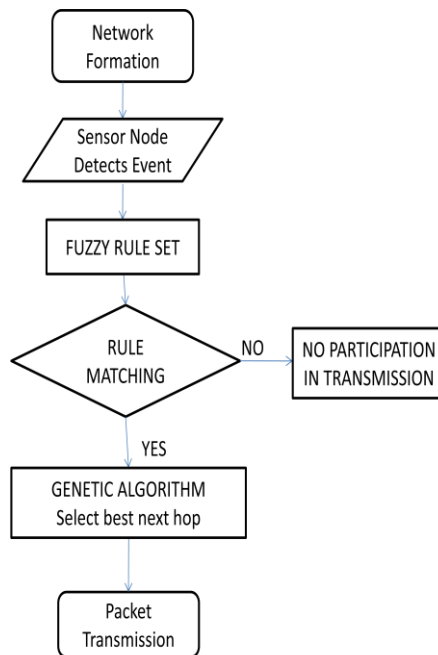 Network
Formation
Sensor Node
Detects Event
FUZZY RULE SET
RULE
MATCHING
NO
NO PARTICIPATION
IN TRANSMISSION
YES
GENETIC ALGORITHM
Select best next hop
Packet
Transmission